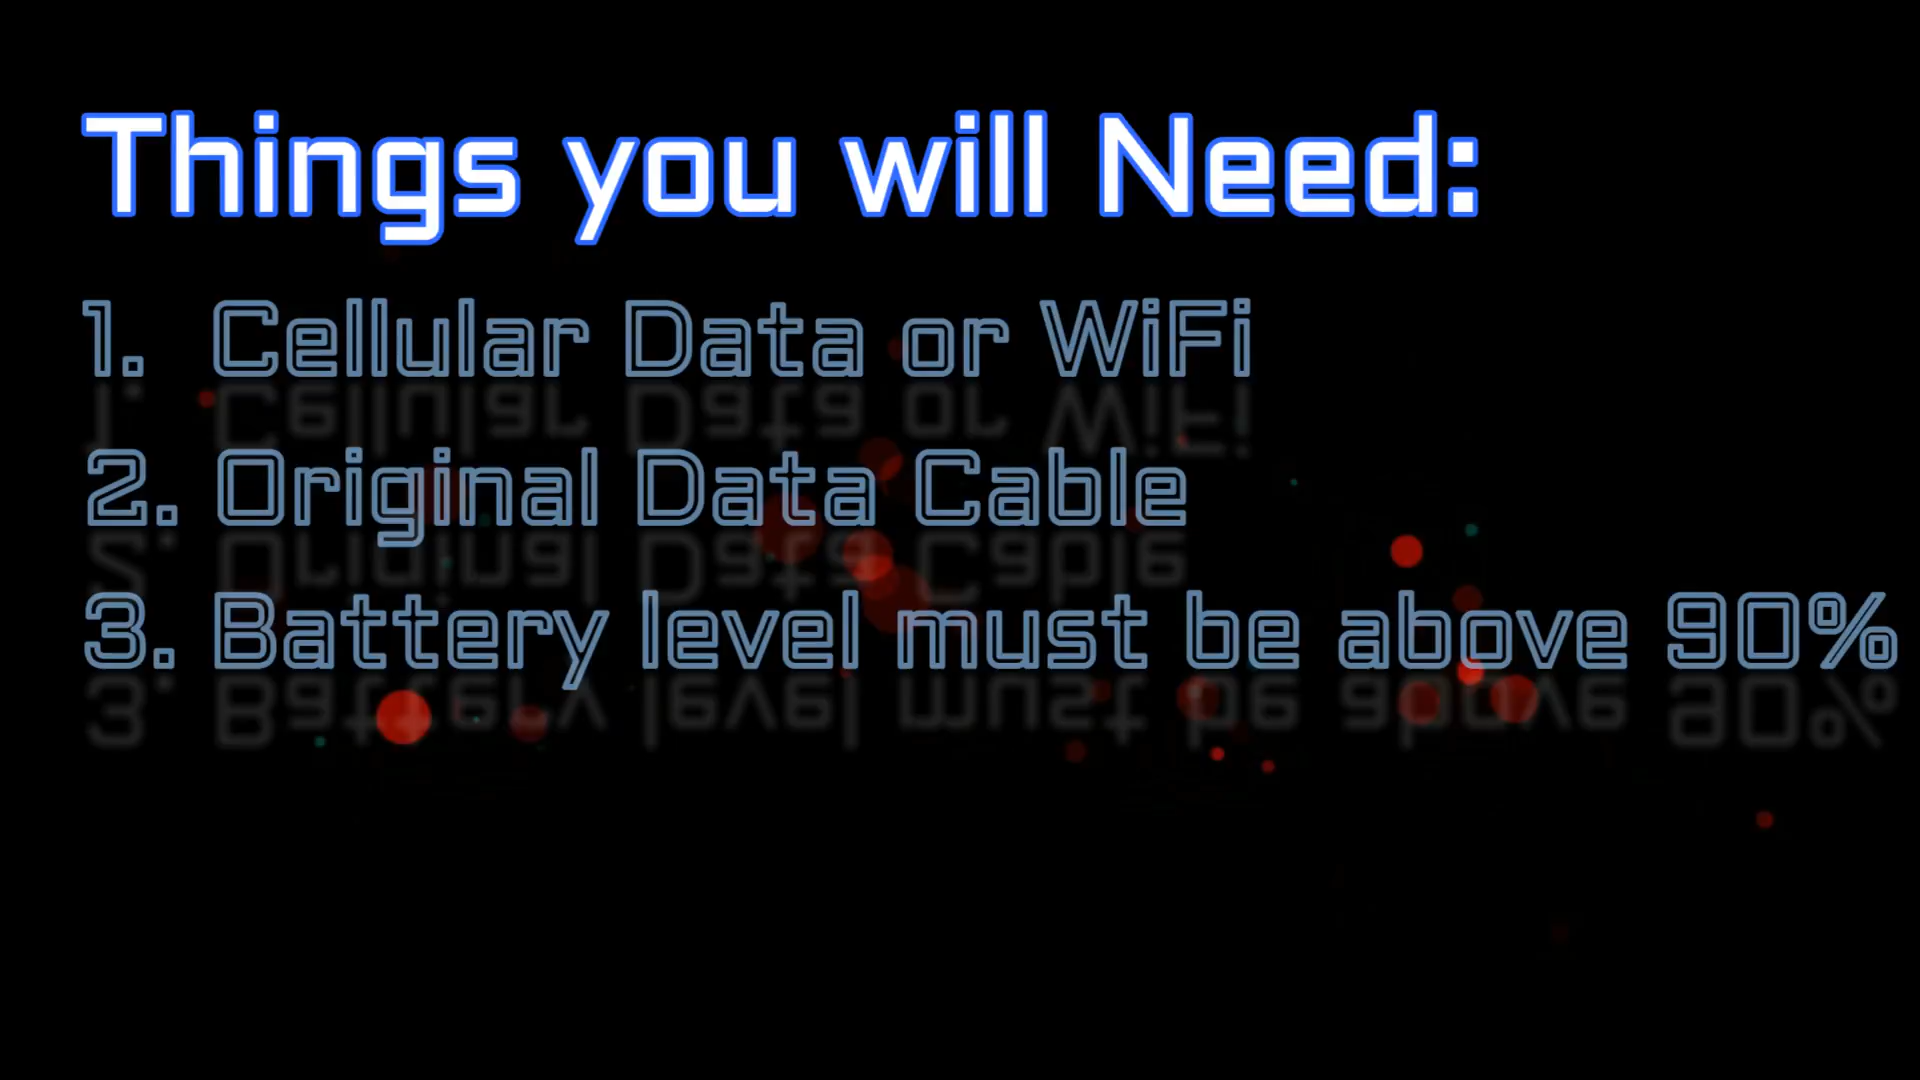 Things you will Need:
1. Cellular Data or WiFi
2. Original Data Cable
3. Battery level must be above 90%